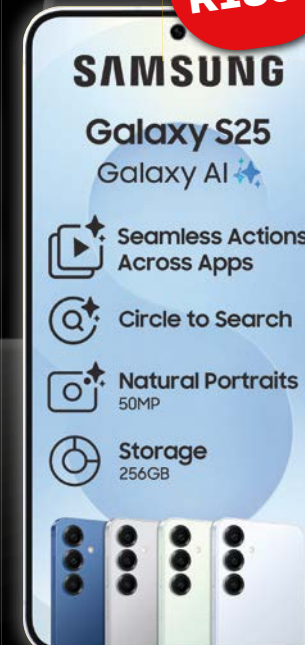 SAMSUNG
Galaxy S25
Galaxy AI
Seamless Actions
Across Apps
Circle to Search
Natural Portraits
50MP
Storage
256GB